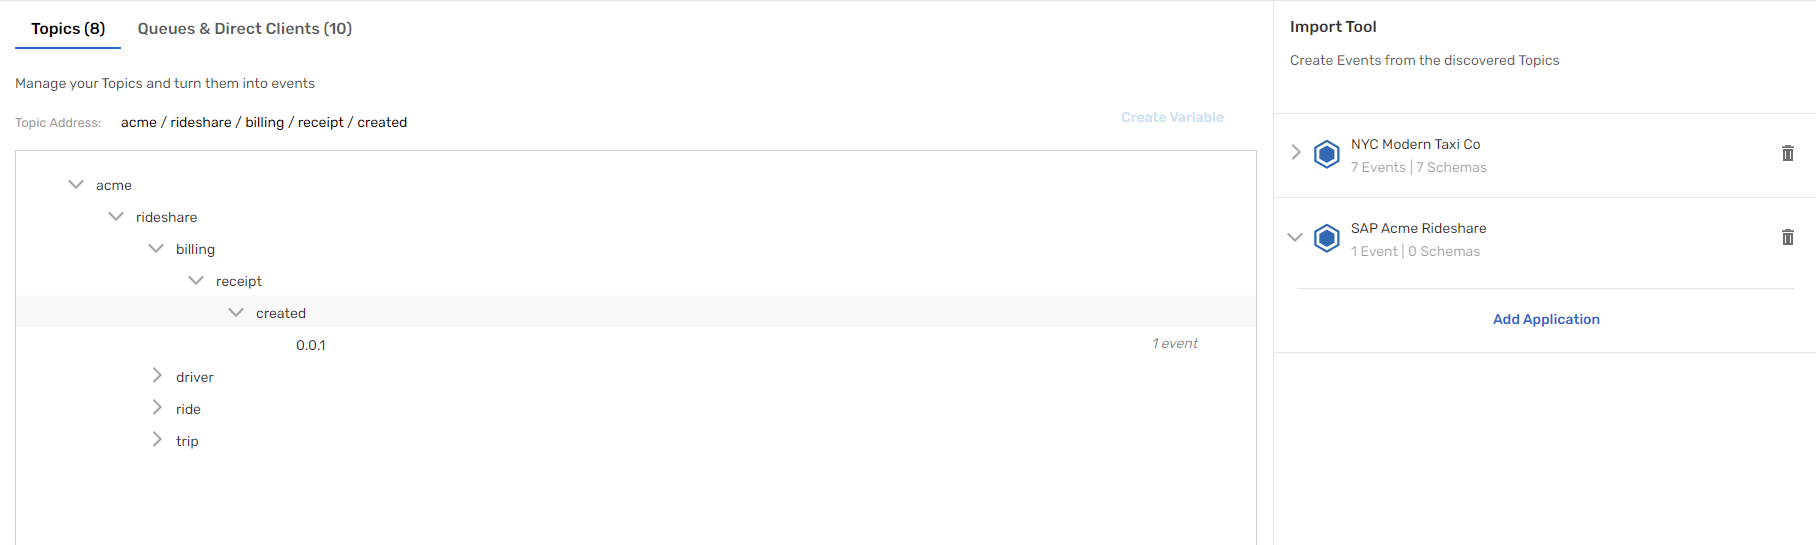 Topics (8)
Queues & Direct Clients (10)
Manage your Topics and turn them into events
Topic Address: acme / rideshare / billing / receipt / created
Create Variable
acme
rideshare
billing
receipt
created
0.0.1
1 event
driver
ride
trip
Import Tool
Create Events from the discovered Topics
NYC Modern Taxi Co
7 Events | 7 Schemas
SAP Acme Rideshare
1 Event | 0 Schemas
Add Application